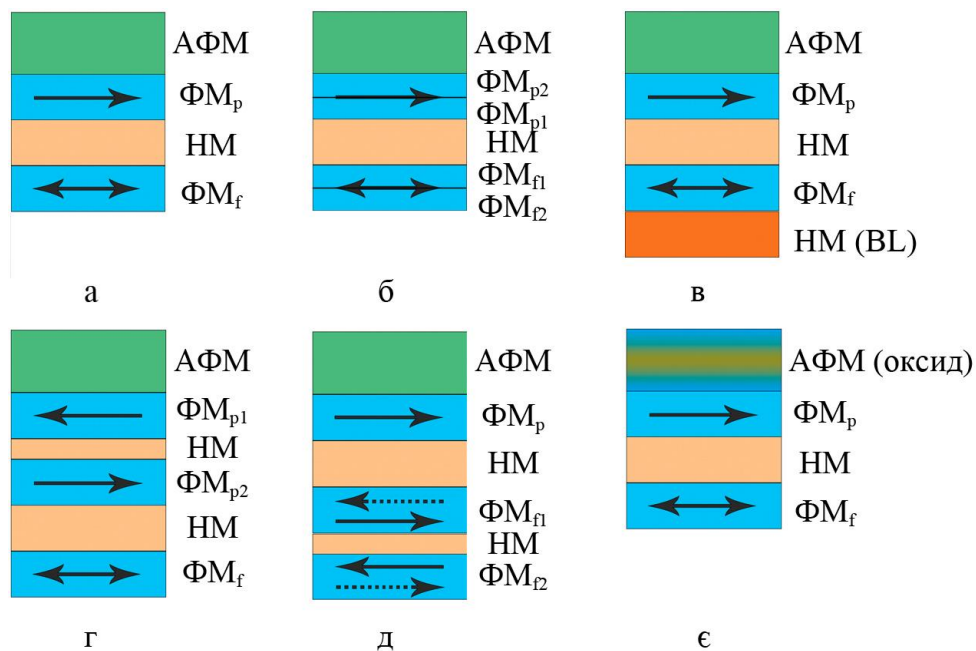 АФМ
ФМp
НМ
ФМf
а
АФМ
ФМp2
ФМp1
НМ
ФМf1
ФМf2
б
АФМ
ФМp
НМ
ФМf
НМ (BL)
в
АФМ
ФМp1
НМ
ФМp2
НМ
ФМf
г
АФМ
ФМp
НМ
ФМf1
НМ
ФМf2
д
АФМ (оксид)
ФМp
НМ
ФМf
є